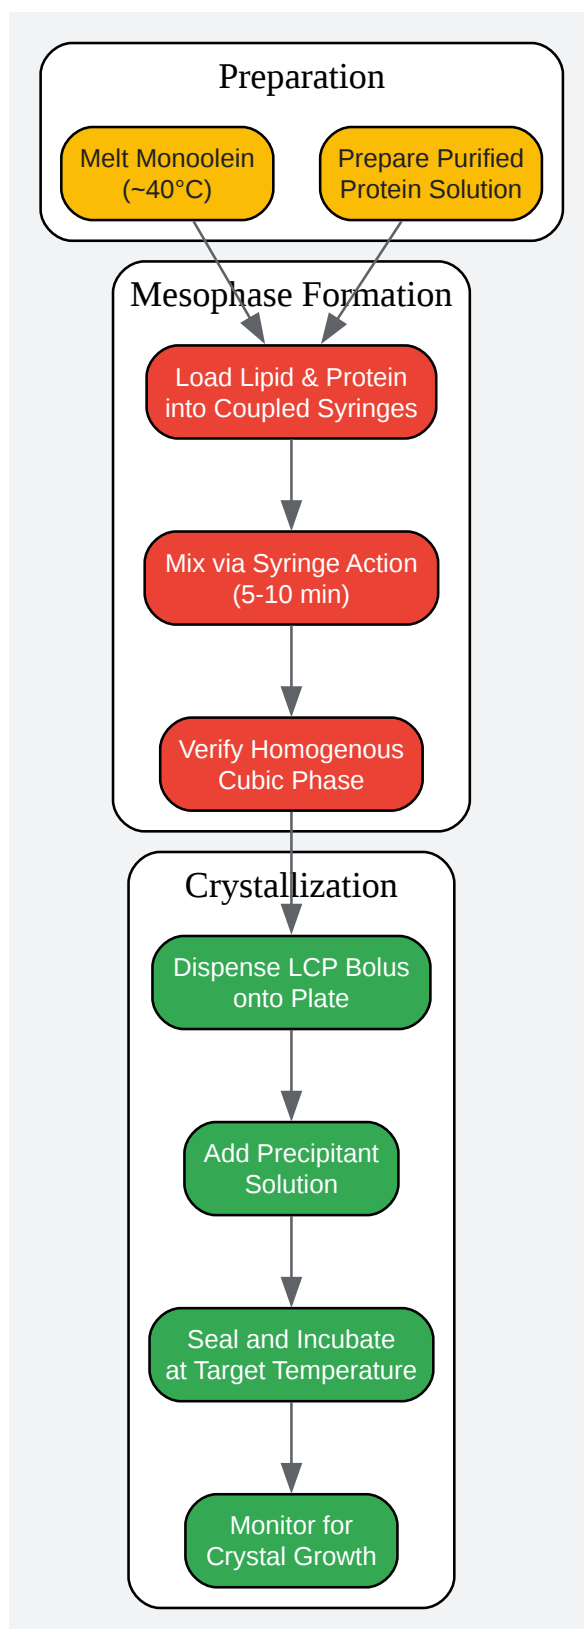 Preparation
Melt Monoolein
(~40°C)
Prepare Purified
Protein Solution
Mesophase Formation
Load Lipid & Protein
into Coupled Syringes
Mix via Syringe Action
(5-10 min)
Verify Homogenous
Cubic Phase
Crystallization
Dispense LCP Bolus
onto Plate
Add Precipitant
Solution
Seal and Incubate
at Target Temperature
Monitor for
Crystal Growth